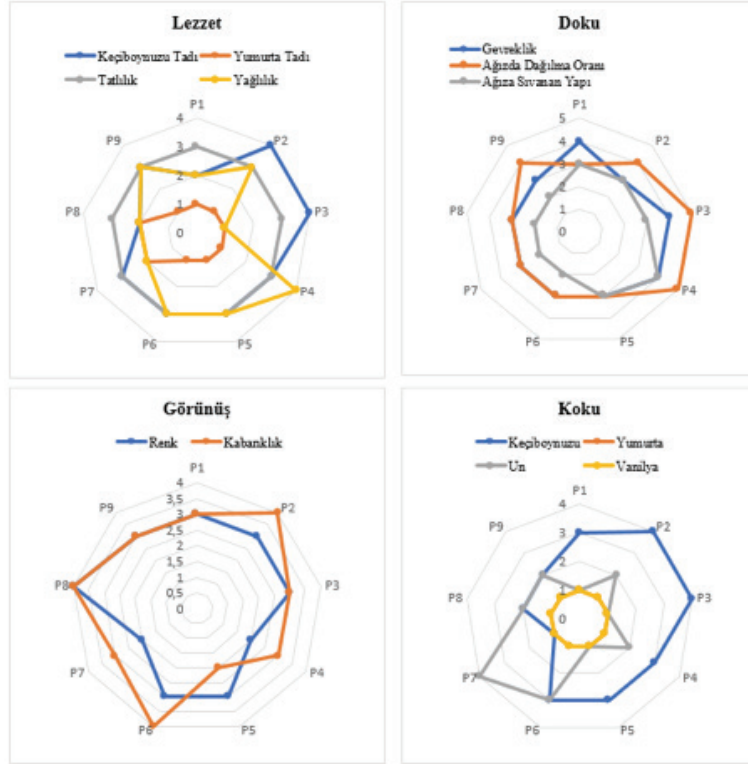 Lezzet
Keçiboynuzu Tadı
Yumurta Tadı
Tatlılık
Yağlılık
P1
P2
P3
P4
P5
P6
P7
P8
P9
4
3
2
1
0
Doku
Gevreklik
Ağızda Dağılma Oranı
Ağıza Sıvanan Yapı
P1
P2
P3
P4
P5
P6
P7
P8
P9
5
4
3
2
1
0
Görünüş
Renk
Kabarıklık
P1
P2
P3
P4
P5
P6
P7
P8
P9
4
3,5
3
2,5
2
1,5
1
0,5
0
Koku
Keçiboynuzu
Yumurta
Un
Vanilya
P1
P2
P3
P4
P5
P6
P7
P8
P9
4
3
2
1
0